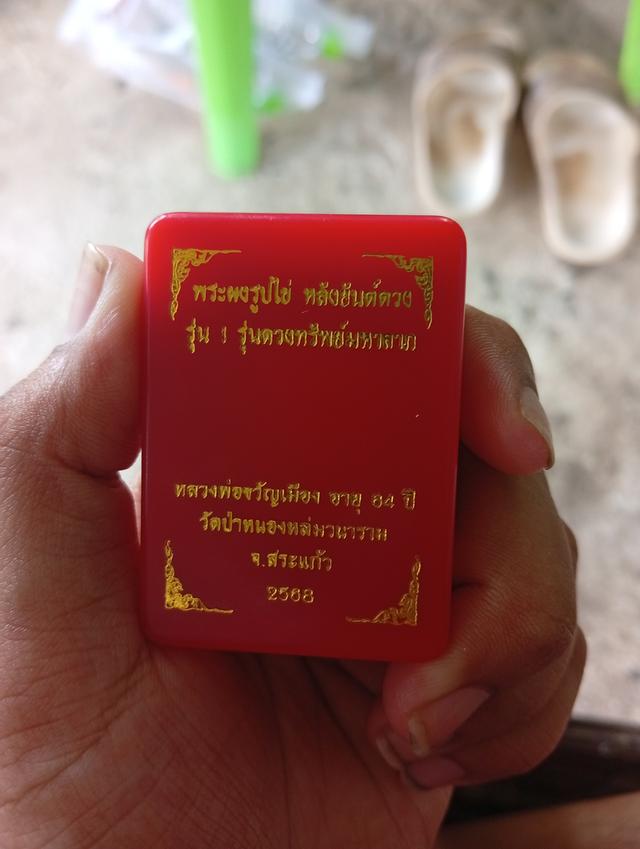 พระผงรูปไข่ หลังยันต์ดวง
รุ่น 1 รุ่นดวงทรัพย์มหาลาภ
หลวงพ่อขวัญเมือง อายุ 84 ปี
วัดป่าหนองหล่มวนาราม
จ.สระแก้ว
2568